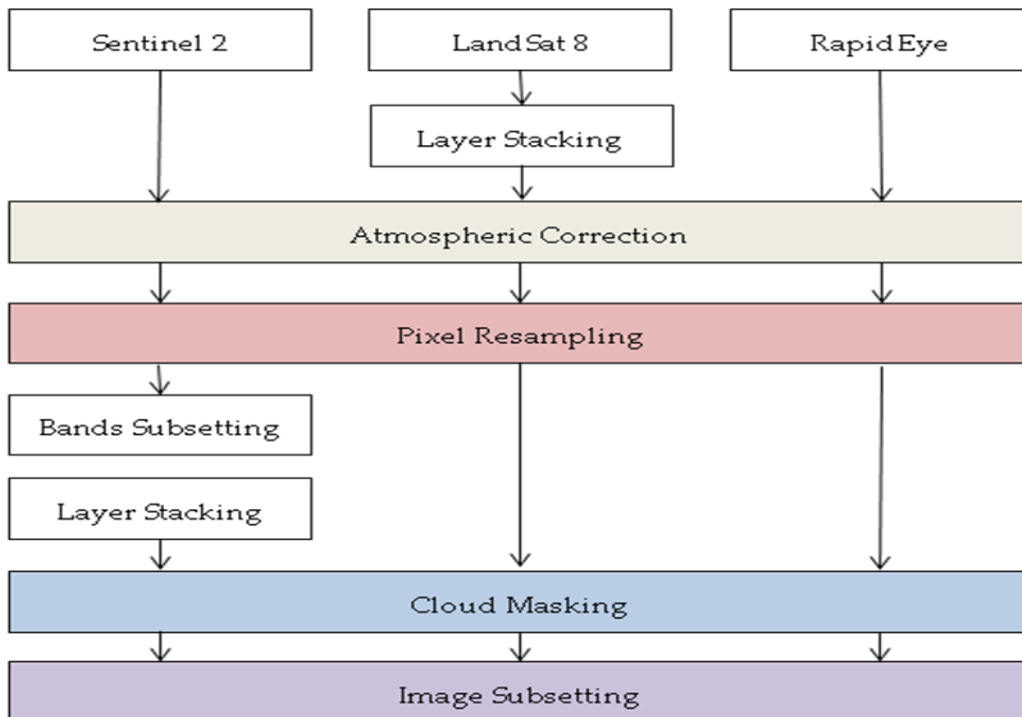 Sentinel 2
LandSat 8
RapidEye
Layer Stacking
Atmospheric Correction
Pixel Resampling
Bands Subsetting
Layer Stacking
Cloud Masking
Image Subsetting